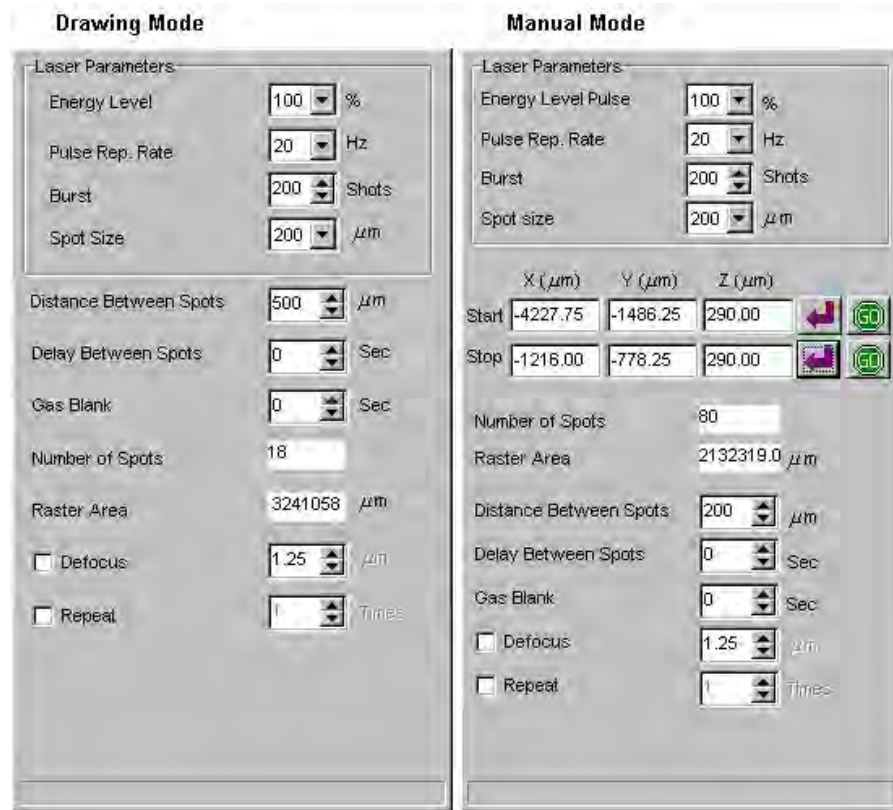 Drawing Mode
Laser Parameters
Energy Level 100 %
Pulse Rep. Rate 20 Hz
Burst 200 Shots
Spot Size 200 μm
Distance Between Spots 500 μm
Delay Between Spots 0 Sec
Gas Blank 0 Sec
Number of Spots 18
Raster Area 3241058 μm
Defocus 1.25 μm
Repeat 1 Times
Manual Mode
Laser Parameters
Energy Level Pulse 100 %
Pulse Rep. Rate 20 Hz
Burst 200 Shots
Spot size 200 μm
X (μm) Y (μm) Z (μm)
Start -4227.75 -1486.25 290.00 GO
Stop -1216.00 -778.25 290.00 GO
Number of Spots 80
Raster Area 2132319.0 μm
Distance Between Spots 200 μm
Delay Between Spots 0 Sec
Gas Blank 0 Sec
Defocus 1.25 μm
Repeat 1 Times